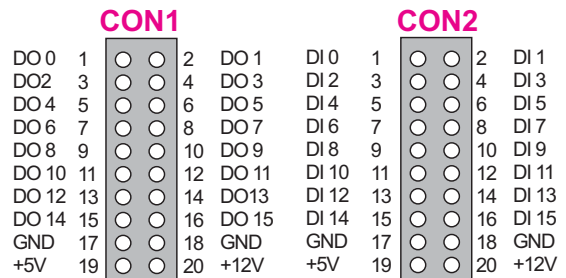 CON1 CON2
DO 0 1 2 DO 1 DI 0 1 2 DI 1
DO2 3 4 DO 3 DI 2 3 4 DI 3
DO 4 5 6 DO 5 DI 4 5 6 DI 5
DO 6 7 8 DO 7 DI 6 7 8 DI 7
DO 8 9 10 DO 9 DI 8 9 10 DI 9
DO 10 11 12 DO 11 DI 10 11 12 DI 11
DO 12 13 14 DO13 DI 12 13 14 DI 13
DO 14 15 16 DO 15 DI 14 15 16 DI 15
GND 17 18 GND GND 17 18 GND
+5V 19 20 +12V +5V 19 20 +12V